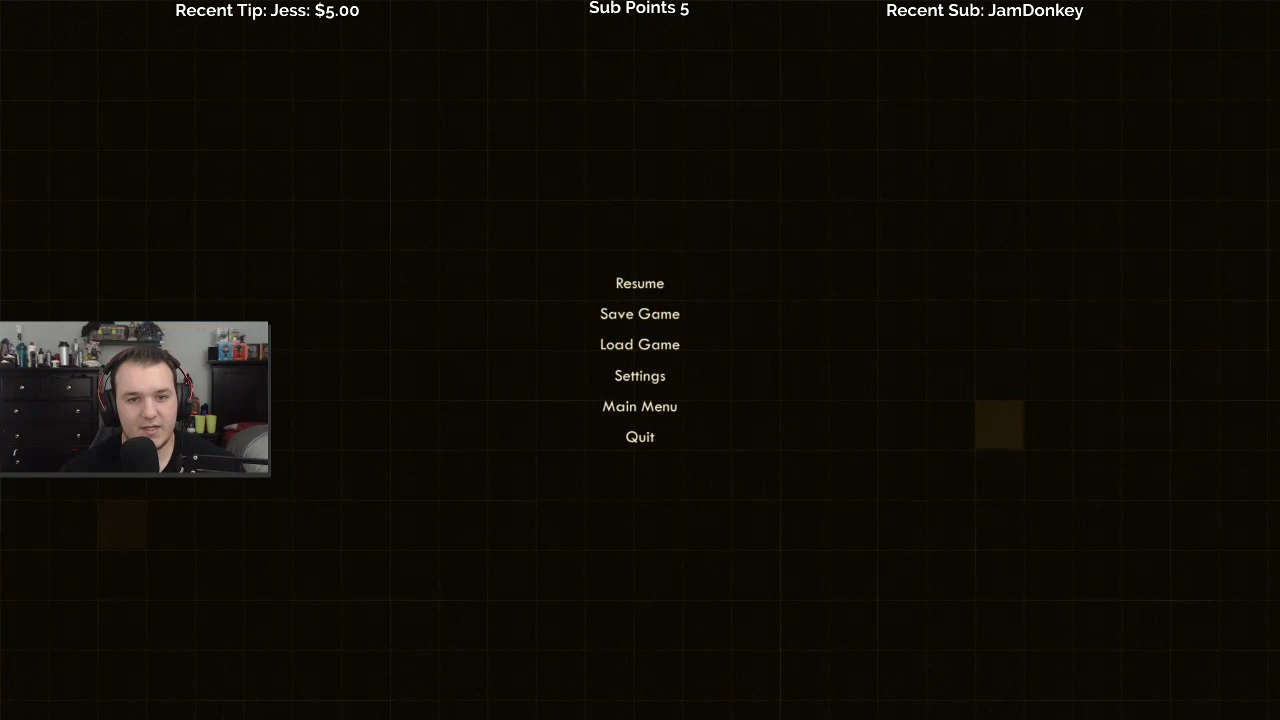 Recent Tip: Jess: $5.00
Sub Points 5
Recent Sub: JamDonkey
Resume
Save Game
Load Game
Settings
Main Menu
Quit